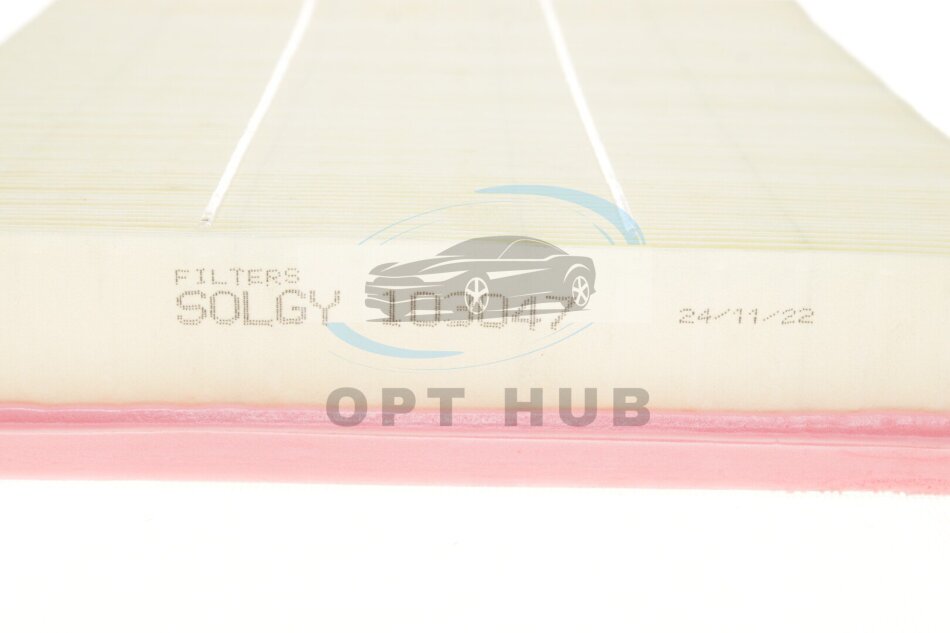 FILTERS
SOLGY 103047 24/11/22
OPT HUB